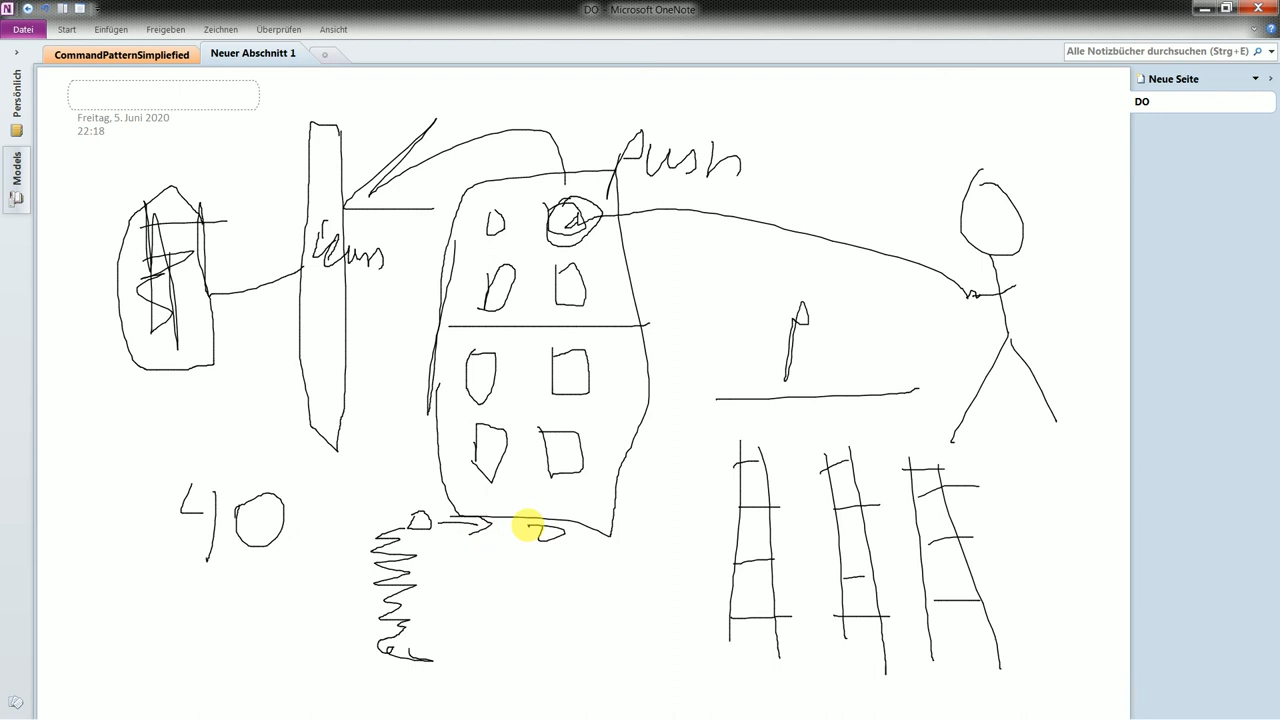 DO - Microsoft OneNote
Datei Start Einfügen Freigeben Zeichnen Überprüfen Ansicht
CommandPatternSimpliefied Neuer Abschnitt 1
Alle Notizbücher durchsuchen (Strg+E)
Persönlich
Models
Neue Seite
DO
Freitag, 5. Juni 2020
22:18
push
40